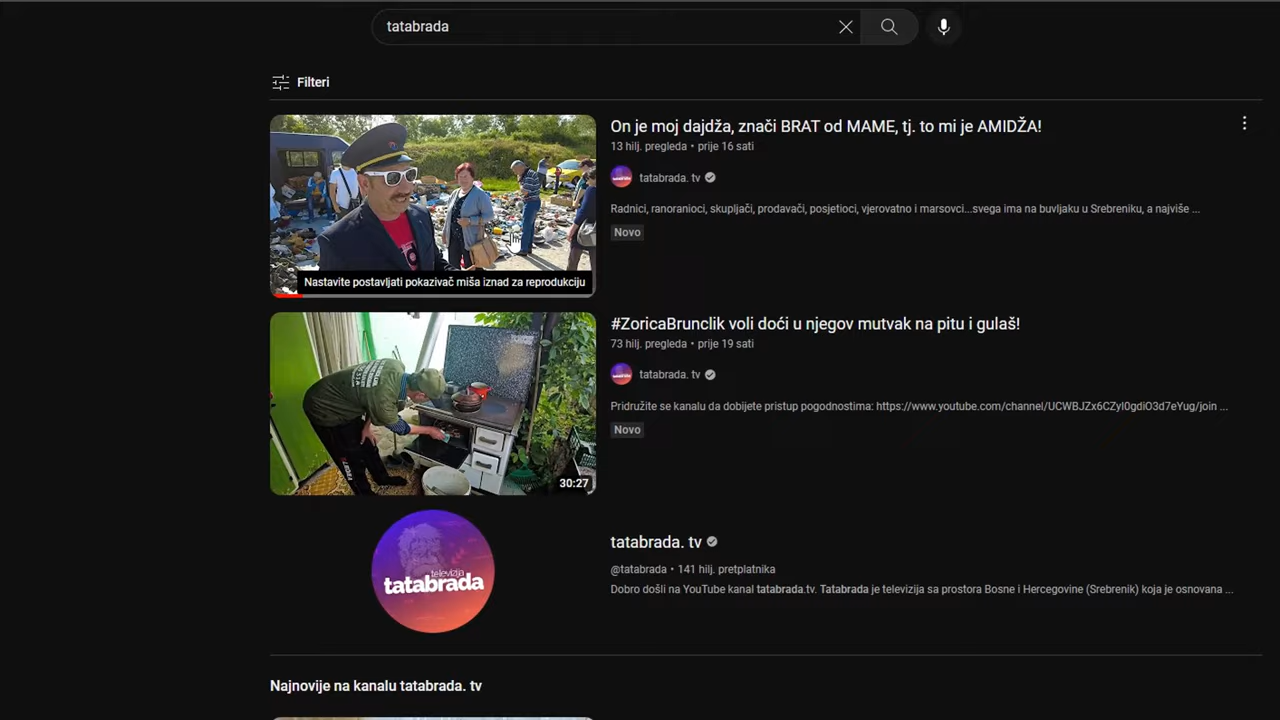 tatabrada
Filteri
On je moj dajdža, znači BRAT od MAME, tj. to mi je AMIDŽA!
13 hilj. pregleda • prije 16 sati
tatabrada. tv
Radnici, ranoranioci, skupljači, prodavači, posjetioci, vjerovatno i marsovci...svega ima na buvljaku u Srebreniku, a najviše ...
Novo
Nastavite postavljati pokazivač miša iznad za reprodukciju
#ZoricaBrunclik voli doći u njegov mutvak na pitu i gulaš!
73 hilj. pregleda • prije 19 sati
tatabrada. tv
Pridružite se kanalu da dobijete pristup pogodnostima: https://www.youtube.com/channel/UCWBJZx6CZyI0gdiO3d7eYug/join ...
Novo
30:27
televizija
tatabrada
tatabrada. tv
@tatabrada • 141 hilj. pretplatnika
Dobro došli na YouTube kanal tatabrada.tv. Tatabrada je televizija sa prostora Bosne i Hercegovine (Srebrenik) koja je osnovana ...
Najnovije na kanalu tatabrada. tv